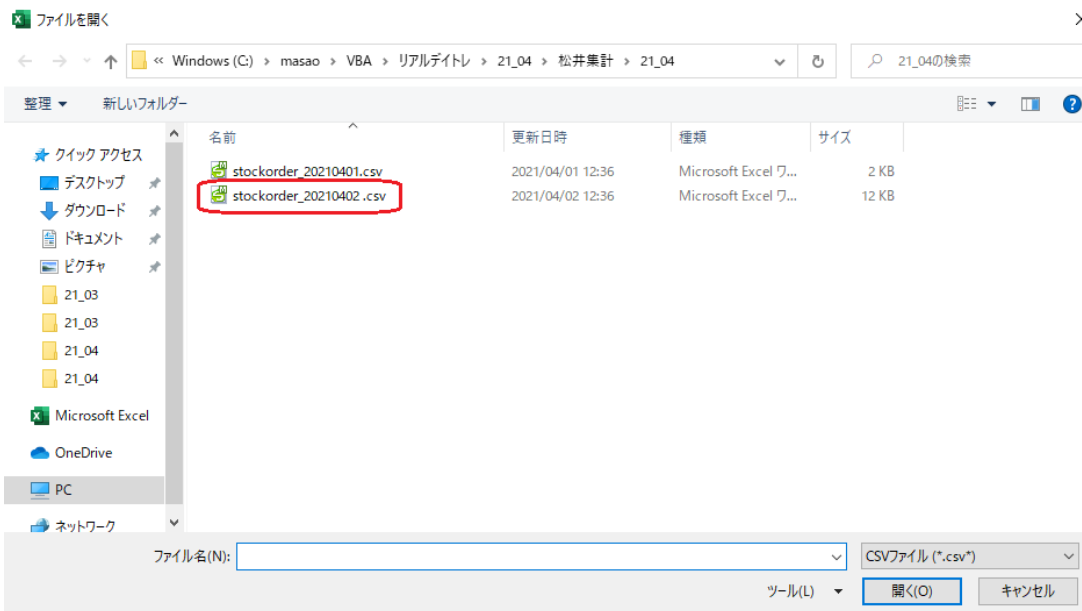 ファイルを開く
« Windows (C:) › masao › VBA › リアルデイトレ › 21_04 › 松井集計 › 21_04
21_04の検索
整理 新しいフォルダー
名前 更新日時 種類 サイズ
クイック アクセス
デスクトップ
ダウンロード
ドキュメント
ピクチャ
21_03
21_03
21_04
21_04
Microsoft Excel
OneDrive
PC
ネットワーク
stockorder_20210401.csv 2021/04/01 12:36 Microsoft Excel ワ... 2 KB
stockorder_20210402 .csv 2021/04/02 12:36 Microsoft Excel ワ... 12 KB
ファイル名(N):
CSVファイル (*.csv*)
ツール(L) 開く(O) キャンセル